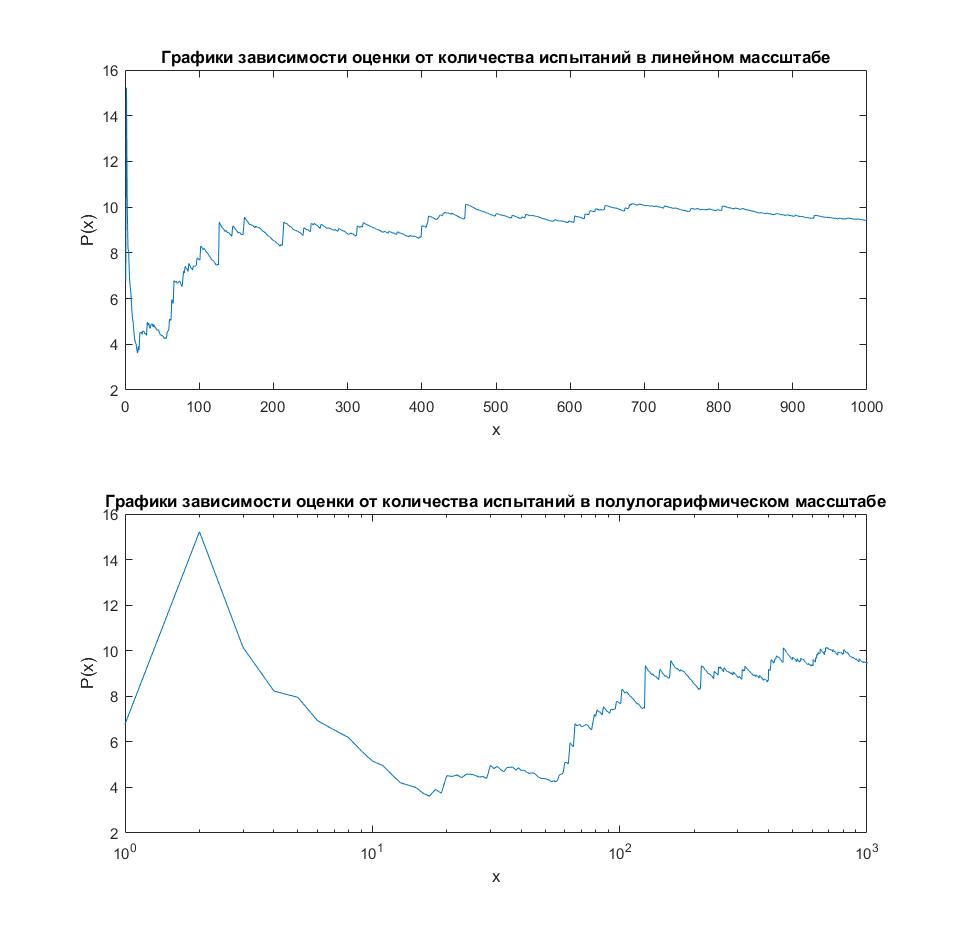 Графики зависимости оценки от количества испытаний в линейном массштабе
16
14
12
10
8
6
4
2
P(x)
0 100 200 300 400 500 600 700 800 900 1000
x
Графики зависимости оценки от количества испытаний в полулогарифмическом массштабе
16
14
12
10
8
6
4
2
P(x)
10^0 10^1 10^2 10^3
x